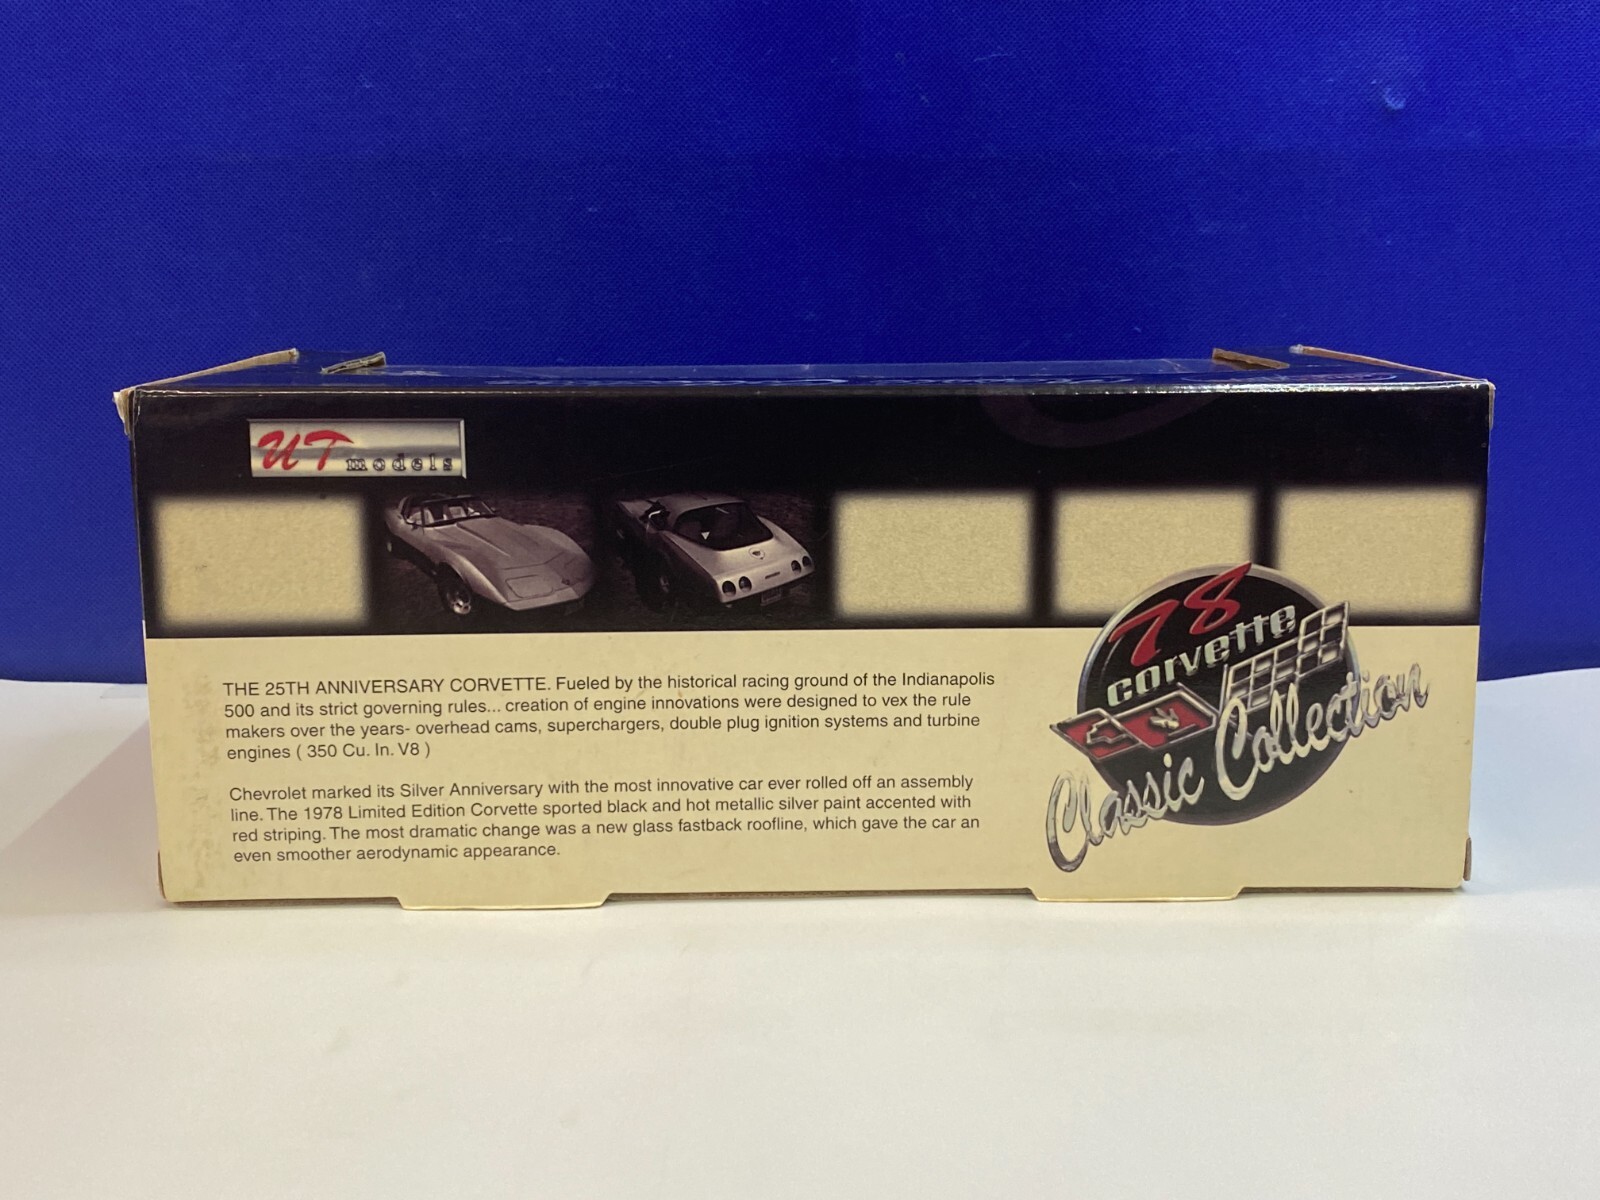 UT models
THE 25TH ANNIVERSARY CORVETTE. Fueled by the historical racing ground of the Indianapolis
500 and its strict governing rules... creation of engine innovations were designed to vex the rule
makers over the years- overhead cams, superchargers, double plug ignition systems and turbine
engines ( 350 Cu. In. V8 )
Chevrolet marked its Silver Anniversary with the most innovative car ever rolled off an assembly
line. The 1978 Limited Edition Corvette sported black and hot metallic silver paint accented with
red striping. The most dramatic change was a new glass fastback roofline, which gave the car an
even smoother aerodynamic appearance.
78
corvette
Classic Collection